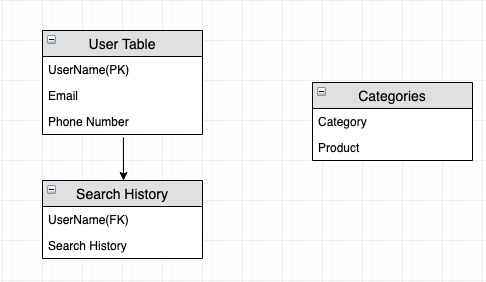 User Table
UserName(PK)
Email
Phone Number
Search History
UserName(FK)
Search History
Categories
Category
Product